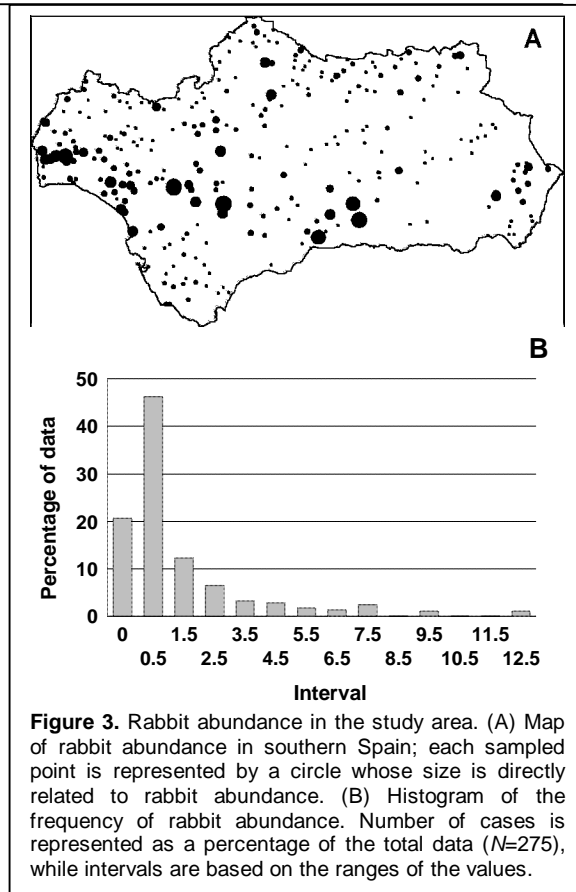 A
B
50
40
30
20
10
0
Percentage of data
0 1.5 3.5 5.5 7.5 9.5 11.5
0.5 2.5 4.5 6.5 8.5 10.5 12.5
Interval
Figure 3. Rabbit abundance in the study area. (A) Map
of rabbit abundance in southern Spain; each sampled
point is represented by a circle whose size is directly
related to rabbit abundance. (B) Histogram of the
frequency of rabbit abundance. Number of cases is
represented as a percentage of the total data (N=275),
while intervals are based on the ranges of the values.